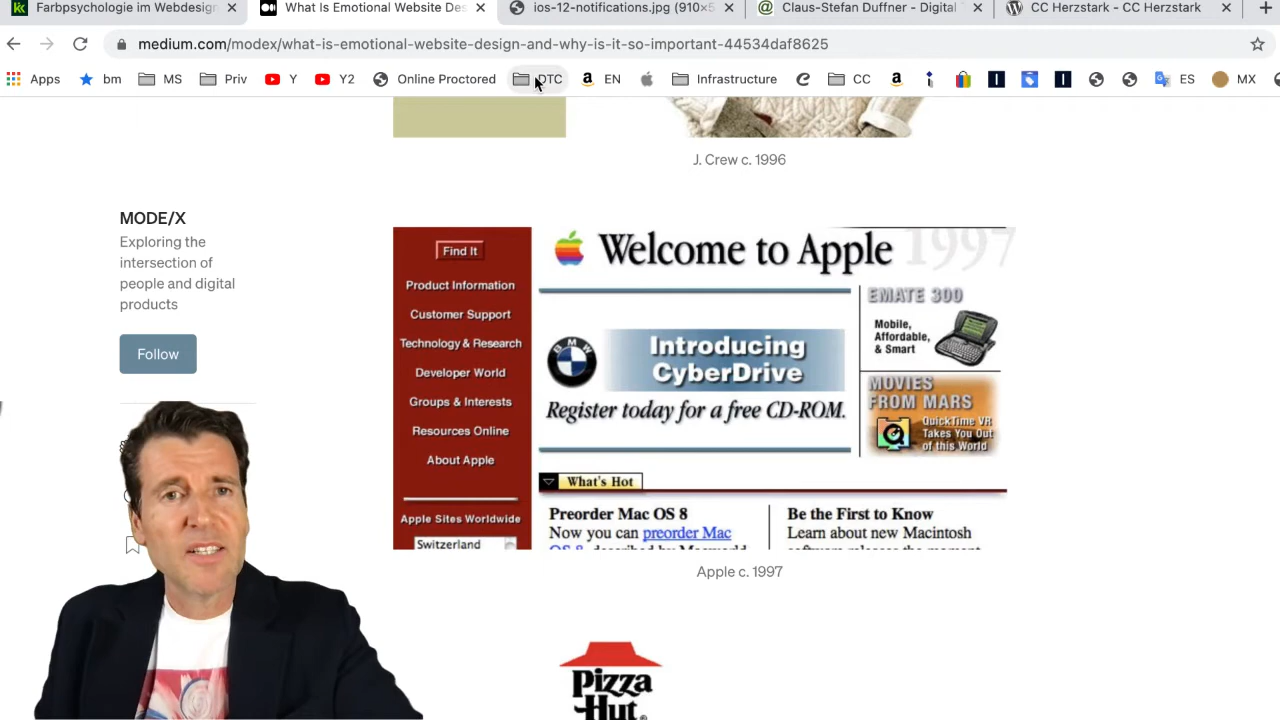 Farbpsychologie im Webdesign
What Is Emotional Website Des
ios-12-notifications.jpg (910×5
Claus-Stefan Duffner - Digital
CC Herzstark - CC Herzstark
medium.com/modex/what-is-emotional-website-design-and-why-is-it-so-important-44534daf8625
Apps bm MS Priv Y Y2 Online Proctored DTC EN Infrastructure CC ES MX
J. Crew c. 1996
MODE/X
Exploring the
intersection of
people and digital
products
Follow
Find It
Product Information
Customer Support
Technology & Research
Developer World
Groups & Interests
Resources Online
About Apple
Apple Sites Worldwide
Switzerland
Welcome to Apple 1997
BMW
Introducing
CyberDrive
Register today for a free CD-ROM.
EMATE 300
Mobile,
Affordable,
& Smart
MOVIES
FROM MARS
QuickTime VR
Takes You Out
of this World
What's Hot
Preorder Mac OS 8
Now you can preorder Mac
Be the First to Know
Learn about new Macintosh
Apple c. 1997
Pizza
Hut®